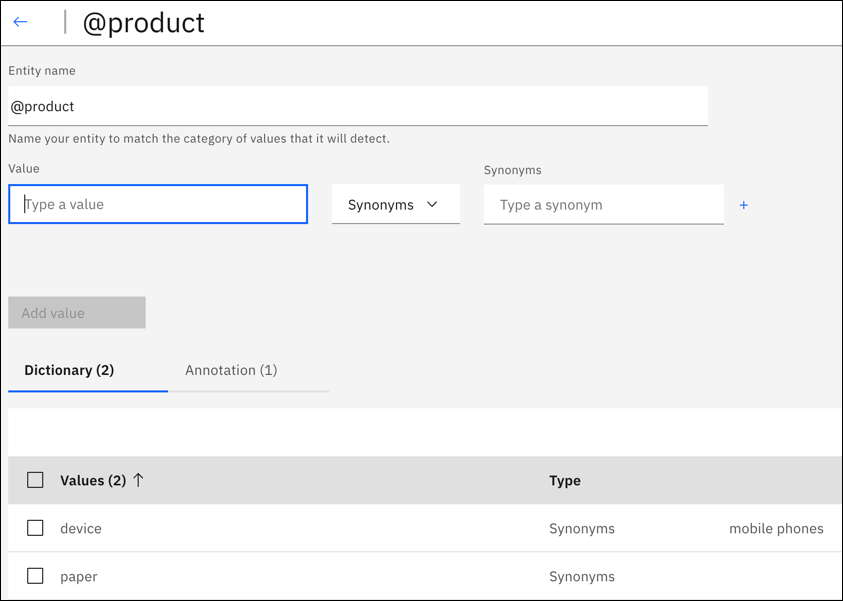 ← | @product
Entity name
@product
Name your entity to match the category of values that it will detect.
Value Synonyms
Type a value Synonyms Type a synonym +
Add value
Dictionary (2) Annotation (1)
Values (2) ↑ Type
device Synonyms mobile phones
paper Synonyms